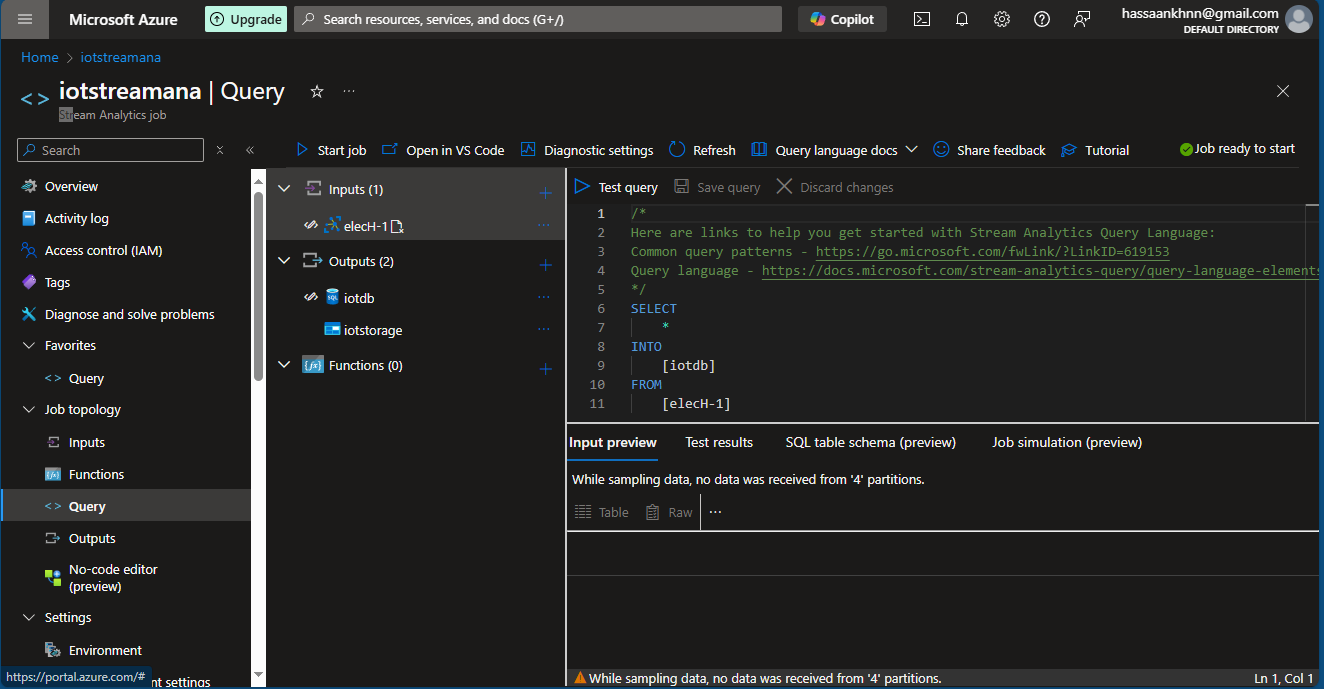 Microsoft Azure
Upgrade
Search resources, services, and docs (G+/)
Copilot
hassaankhnn@gmail.com
DEFAULT DIRECTORY
Home > iotstreamana
<> iotstreamana | Query ☆ ...
Stream Analytics job
Search
Start job
Open in VS Code
Diagnostic settings
Refresh
Query language docs
Share feedback
Tutorial
Job ready to start
Overview
Activity log
Access control (IAM)
Tags
Diagnose and solve problems
Favorites
<> Query
Job topology
Inputs
Functions
<> Query
Outputs
No-code editor
(preview)
Settings
Environment
nt settings
https://portal.azure.com/#
Inputs (1)
elecH-1
Outputs (2)
iotdb
iotstorage
Functions (0)
Test query
Save query
Discard changes
1 /*
2 Here are links to help you get started with Stream Analytics Query Language:
3 Common query patterns - https://go.microsoft.com/fwLink/?LinkID=619153
4 Query language - https://docs.microsoft.com/stream-analytics-query/query-language-elements
5 */
6 SELECT
7 *
8 INTO
9 [iotdb]
10 FROM
11 [elecH-1]
Input preview
Test results
SQL table schema (preview)
Job simulation (preview)
While sampling data, no data was received from '4' partitions.
Table
Raw
...
While sampling data, no data was received from '4' partitions.
Ln 1, Col 1